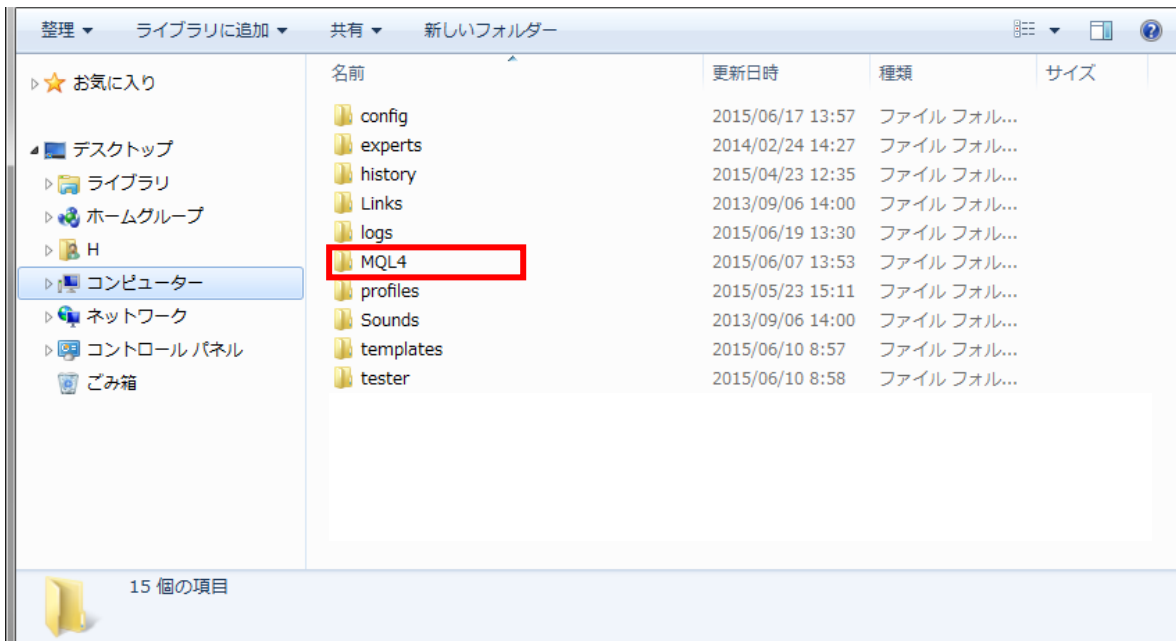 整理 ライブラリに追加 共有 新しいフォルダー
お気に入り
デスクトップ
ライブラリ
ホームグループ
H
コンピューター
ネットワーク
コントロール パネル
ごみ箱
名前 更新日時 種類 サイズ
config 2015/06/17 13:57 ファイル フォル...
experts 2014/02/24 14:27 ファイル フォル...
history 2015/04/23 12:35 ファイル フォル...
Links 2013/09/06 14:00 ファイル フォル...
logs 2015/06/19 13:30 ファイル フォル...
MQL4 2015/06/07 13:53 ファイル フォル...
profiles 2015/05/23 15:11 ファイル フォル...
Sounds 2013/09/06 14:00 ファイル フォル...
templates 2015/06/10 8:57 ファイル フォル...
tester 2015/06/10 8:58 ファイル フォル...
15 個の項目